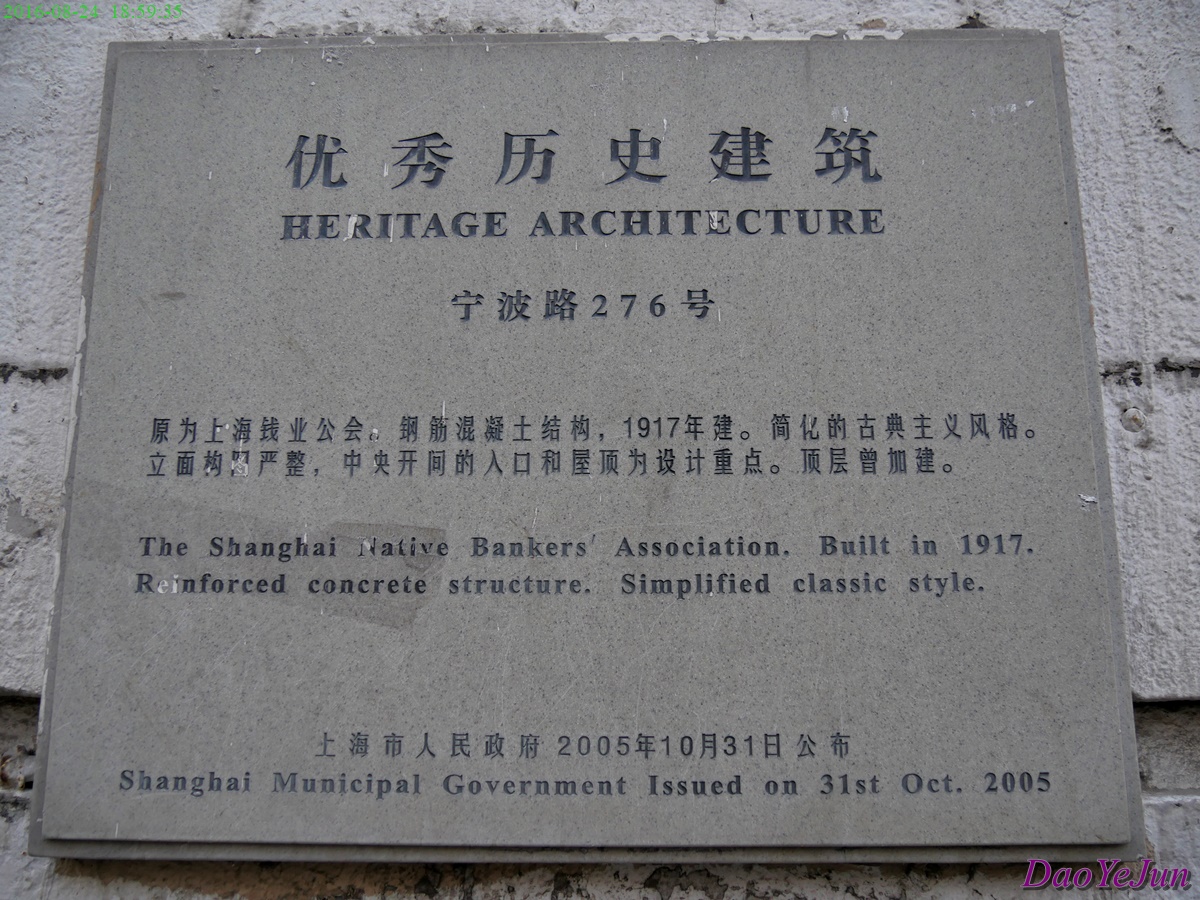 2016-08-24 18:59:35
优秀历史建筑
HERITAGE ARCHITECTURE
宁波路276号
原为上海钱业公会。钢筋混凝土结构，1917年建。简化的古典主义风格。
立面构图严整，中央开间的入口和屋顶为设计重点。顶层曾加建。
The Shanghai Native Bankers' Association. Built in 1917.
Reinforced concrete structure. Simplified classic style.
上海市人民政府 2005年10月31日公布
Shanghai Municipal Government Issued on 31st Oct. 2005
DaoYeJun